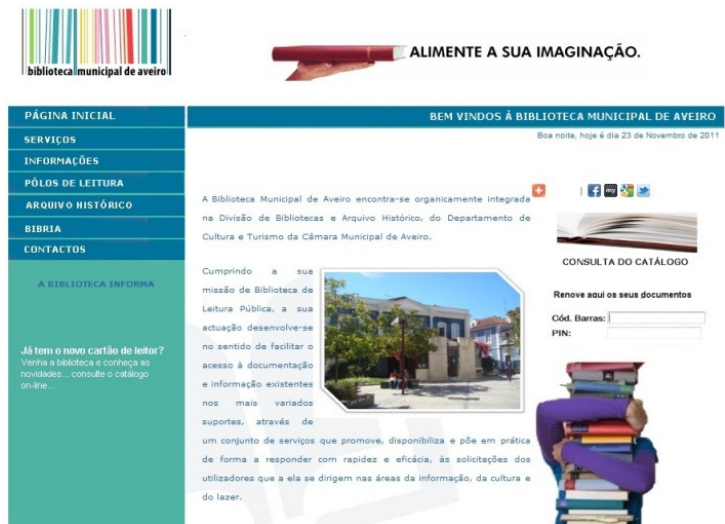 biblioteca municipal de aveiro
ALIMENTE A SUA IMAGINAÇÃO.
PÁGINA INICIAL
SERVIÇOS
INFORMAÇÕES
PÓLOS DE LEITURA
ARQUIVO HISTÓRICO
BIBRIA
CONTACTOS
A BIBLIOTECA INFORMA
Já tem o novo cartão de leitor?
Venha a biblioteca e conheça as
novidades... consulte o catálogo
on-line...
BEM VINDOS À BIBLIOTECA MUNICIPAL DE AVEIRO
Boa noite, hoje é dia 23 de Novembro de 2011
A Biblioteca Municipal de Aveiro encontra-se organicamente integrada
na Divisão de Bibliotecas e Arquivo Histórico, do Departamento de
Cultura e Turismo da Câmara Municipal de Aveiro.
Cumprindo a sua
missão de Biblioteca de
Leitura Pública, a sua
actuação desenvolve-se
no sentido de facilitar o
acesso à documentação
e informação existentes
nos mais variados
suportes, através de
um conjunto de serviços que promove, disponibiliza e põe em prática
de forma a responder com rapidez e eficácia, às solicitações dos
utilizadores que a ela se dirigem nas áreas da informação, da cultura e
do lazer.
my
CONSULTA DO CATÁLOGO
Renove aqui os seus documentos
Cód. Barras:
PIN: